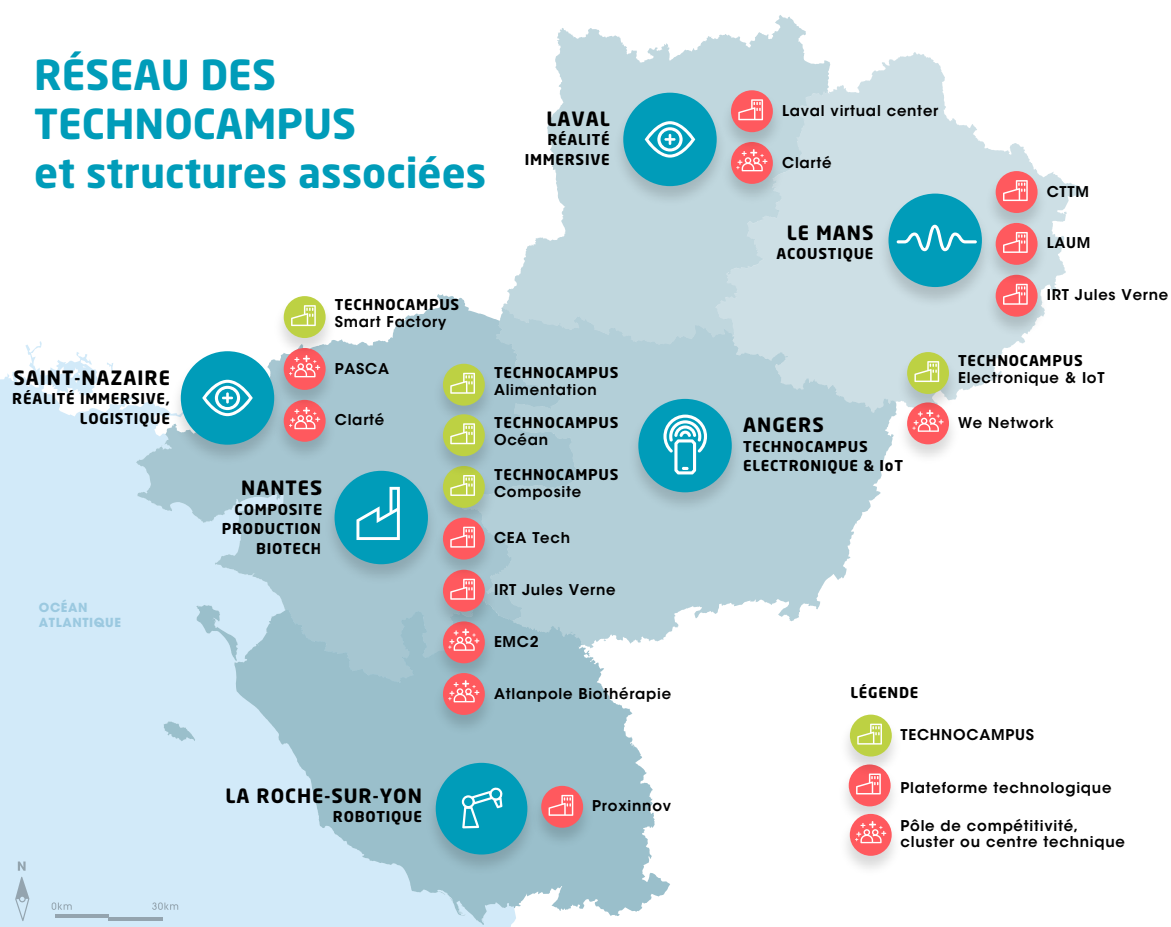 RÉSEAU DES
TECHNOCAMPUS
et structures associées
LAVAL
RÉALITÉ
IMMERSIVE
Laval virtual center
Clarté
LE MANS
ACOUSTIQUE
CTTM
LAUM
IRT Jules Verne
TECHNOCAMPUS
Smart Factory
PASCA
Clarté
SAINT-NAZAIRE
RÉALITÉ IMMERSIVE,
LOGISTIQUE
TECHNOCAMPUS
Alimentation
TECHNOCAMPUS
Océan
TECHNOCAMPUS
Composite
CEA Tech
IRT Jules Verne
EMC2
Atlanpole Biothérapie
NANTES
COMPOSITE
PRODUCTION
BIOTECH
ANGERS
TECHNOCAMPUS
ELECTRONIQUE & IoT
TECHNOCAMPUS
Electronique & IoT
We Network
OCÉAN
ATLANTIQUE
LA ROCHE-SUR-YON
ROBOTIQUE
Proxinnov
LÉGENDE
TECHNOCAMPUS
Plateforme technologique
Pôle de compétitivité,
cluster ou centre technique
N
0km 30km